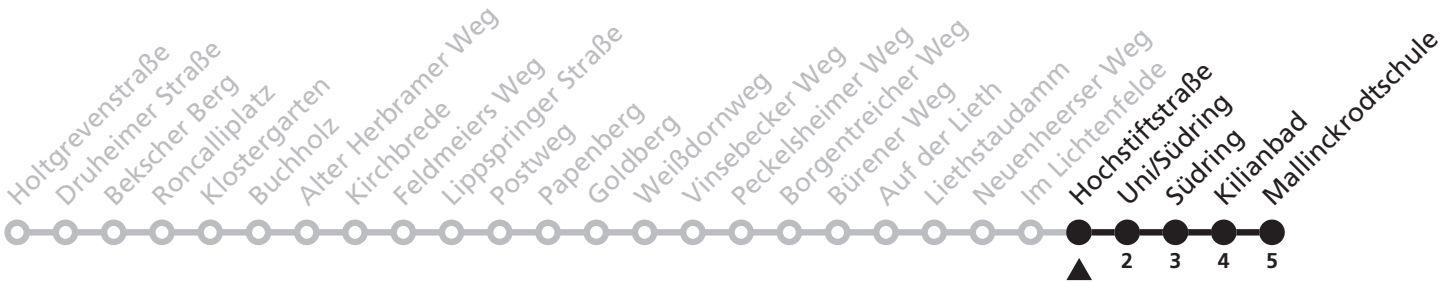 Holtgrevenstraße
Druheimer Straße
Bekscher Berg
Roncalliplatz
Klostergarten
Buchholz
Alter Herbramer Weg
Kirchbrede
Feldmeiers Weg
Lippspringer Straße
Postweg
Papenberg
Goldberg
Weißdornweg
Vinsebecker Weg
Peckelsheimer Weg
Borgentreicher Weg
Bürener Weg
Auf der Lieth
Liethstaudamm
Neuenheerser Weg
Im Lichtenfelde
Hochstiftstraße
Uni/Südring
Südring
Kilianbad
Mallinckrodtschule
2 3 4 5